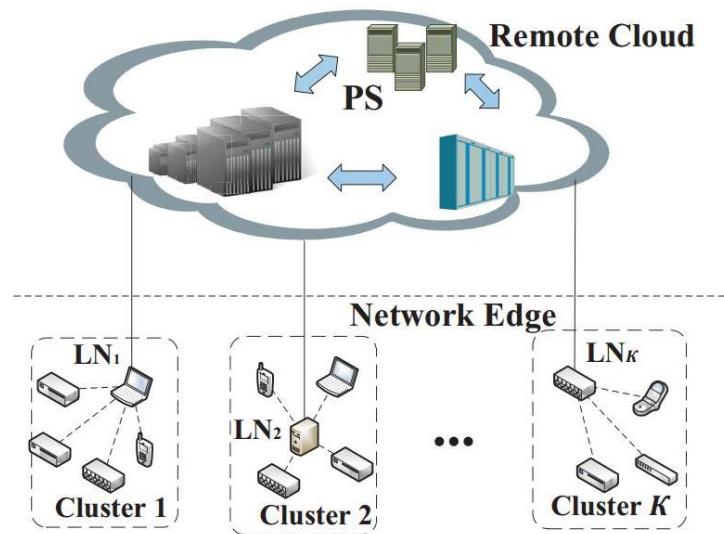 Remote Cloud
PS
Network Edge
LN₁
LN₂
LN𝐾
...
Cluster 1
Cluster 2
Cluster 𝐾